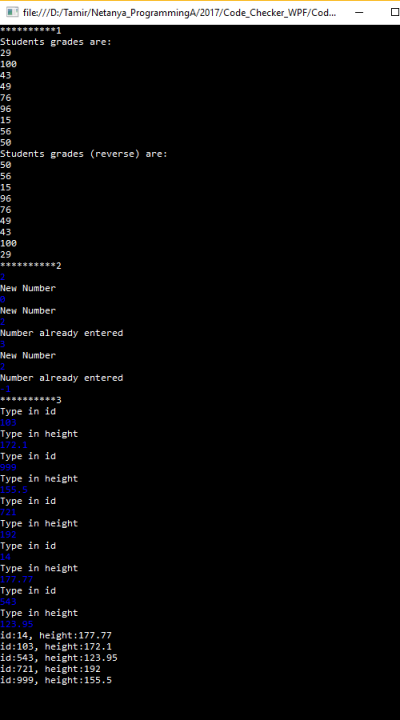 file:///D:/Tamir/Netanya_ProgrammingA/2017/Code_Checker_WPF/Cod...
**********1
Students grades are:
29
100
43
49
76
96
15
56
50
Students grades (reverse) are:
50
56
15
96
76
49
43
100
29
**********2
2
New Number
0
New Number
2
Number already entered
3
New Number
2
Number already entered
-1
**********3
Type in id
103
Type in height
172.1
Type in id
999
Type in height
155.5
Type in id
721
Type in height
192
Type in id
14
Type in height
177.77
Type in id
543
Type in height
123.95
id:14, height:177.77
id:103, height:172.1
id:543, height:123.95
id:721, height:192
id:999, height:155.5